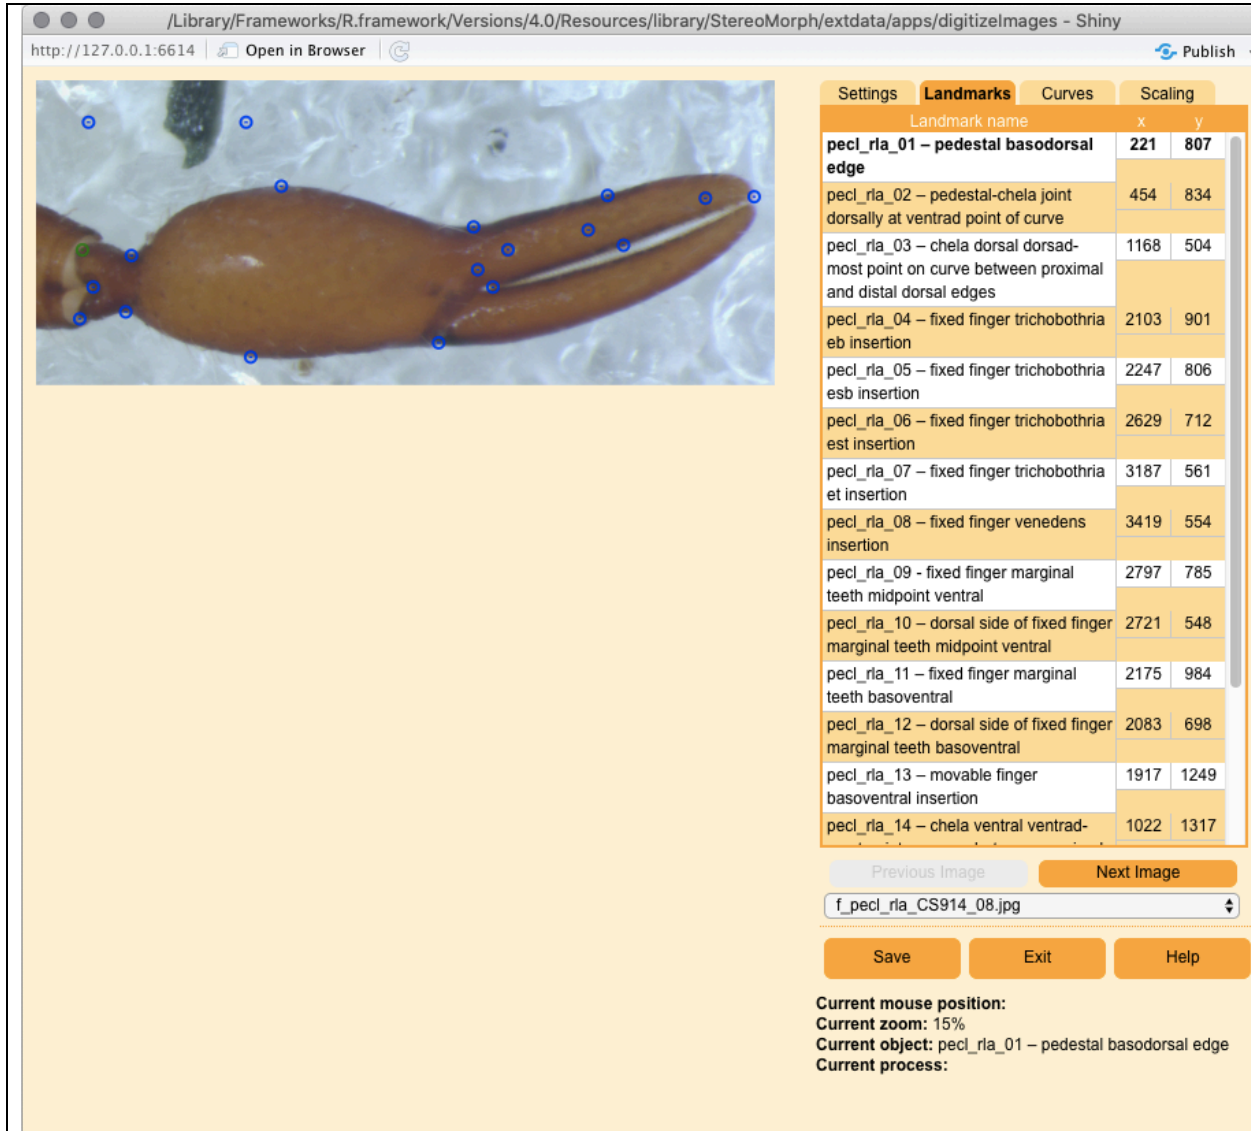 /Library/Frameworks/R.framework/Versions/4.0/Resources/library/StereoMorph/extdata/apps/digitizeImages - Shiny
http://127.0.0.1:6614 Open in Browser Publish
Settings Landmarks Curves Scaling
Landmark name x y
pecl_rla_01 – pedestal basodorsal 221 807
edge
pecl_rla_02 – pedestal-chela joint 454 834
dorsally at ventrad point of curve
pecl_rla_03 – chela dorsal dorsad- 1168 504
most point on curve between proximal
and distal dorsal edges
pecl_rla_04 – fixed finger trichobothria 2103 901
eb insertion
pecl_rla_05 – fixed finger trichobothria 2247 806
esb insertion
pecl_rla_06 – fixed finger trichobothria 2629 712
est insertion
pecl_rla_07 – fixed finger trichobothria 3187 561
et insertion
pecl_rla_08 – fixed finger venedens 3419 554
insertion
pecl_rla_09 - fixed finger marginal 2797 785
teeth midpoint ventral
pecl_rla_10 – dorsal side of fixed finger 2721 548
marginal teeth midpoint ventral
pecl_rla_11 – fixed finger marginal 2175 984
teeth basoventral
pecl_rla_12 – dorsal side of fixed finger 2083 698
marginal teeth basoventral
pecl_rla_13 – movable finger 1917 1249
basoventral insertion
pecl_rla_14 – chela ventral ventrad- 1022 1317
Previous Image Next Image
f_pecl_rla_CS914_08.jpg
Save Exit Help
Current mouse position:
Current zoom: 15%
Current object: pecl_rla_01 – pedestal basodorsal edge
Current process: